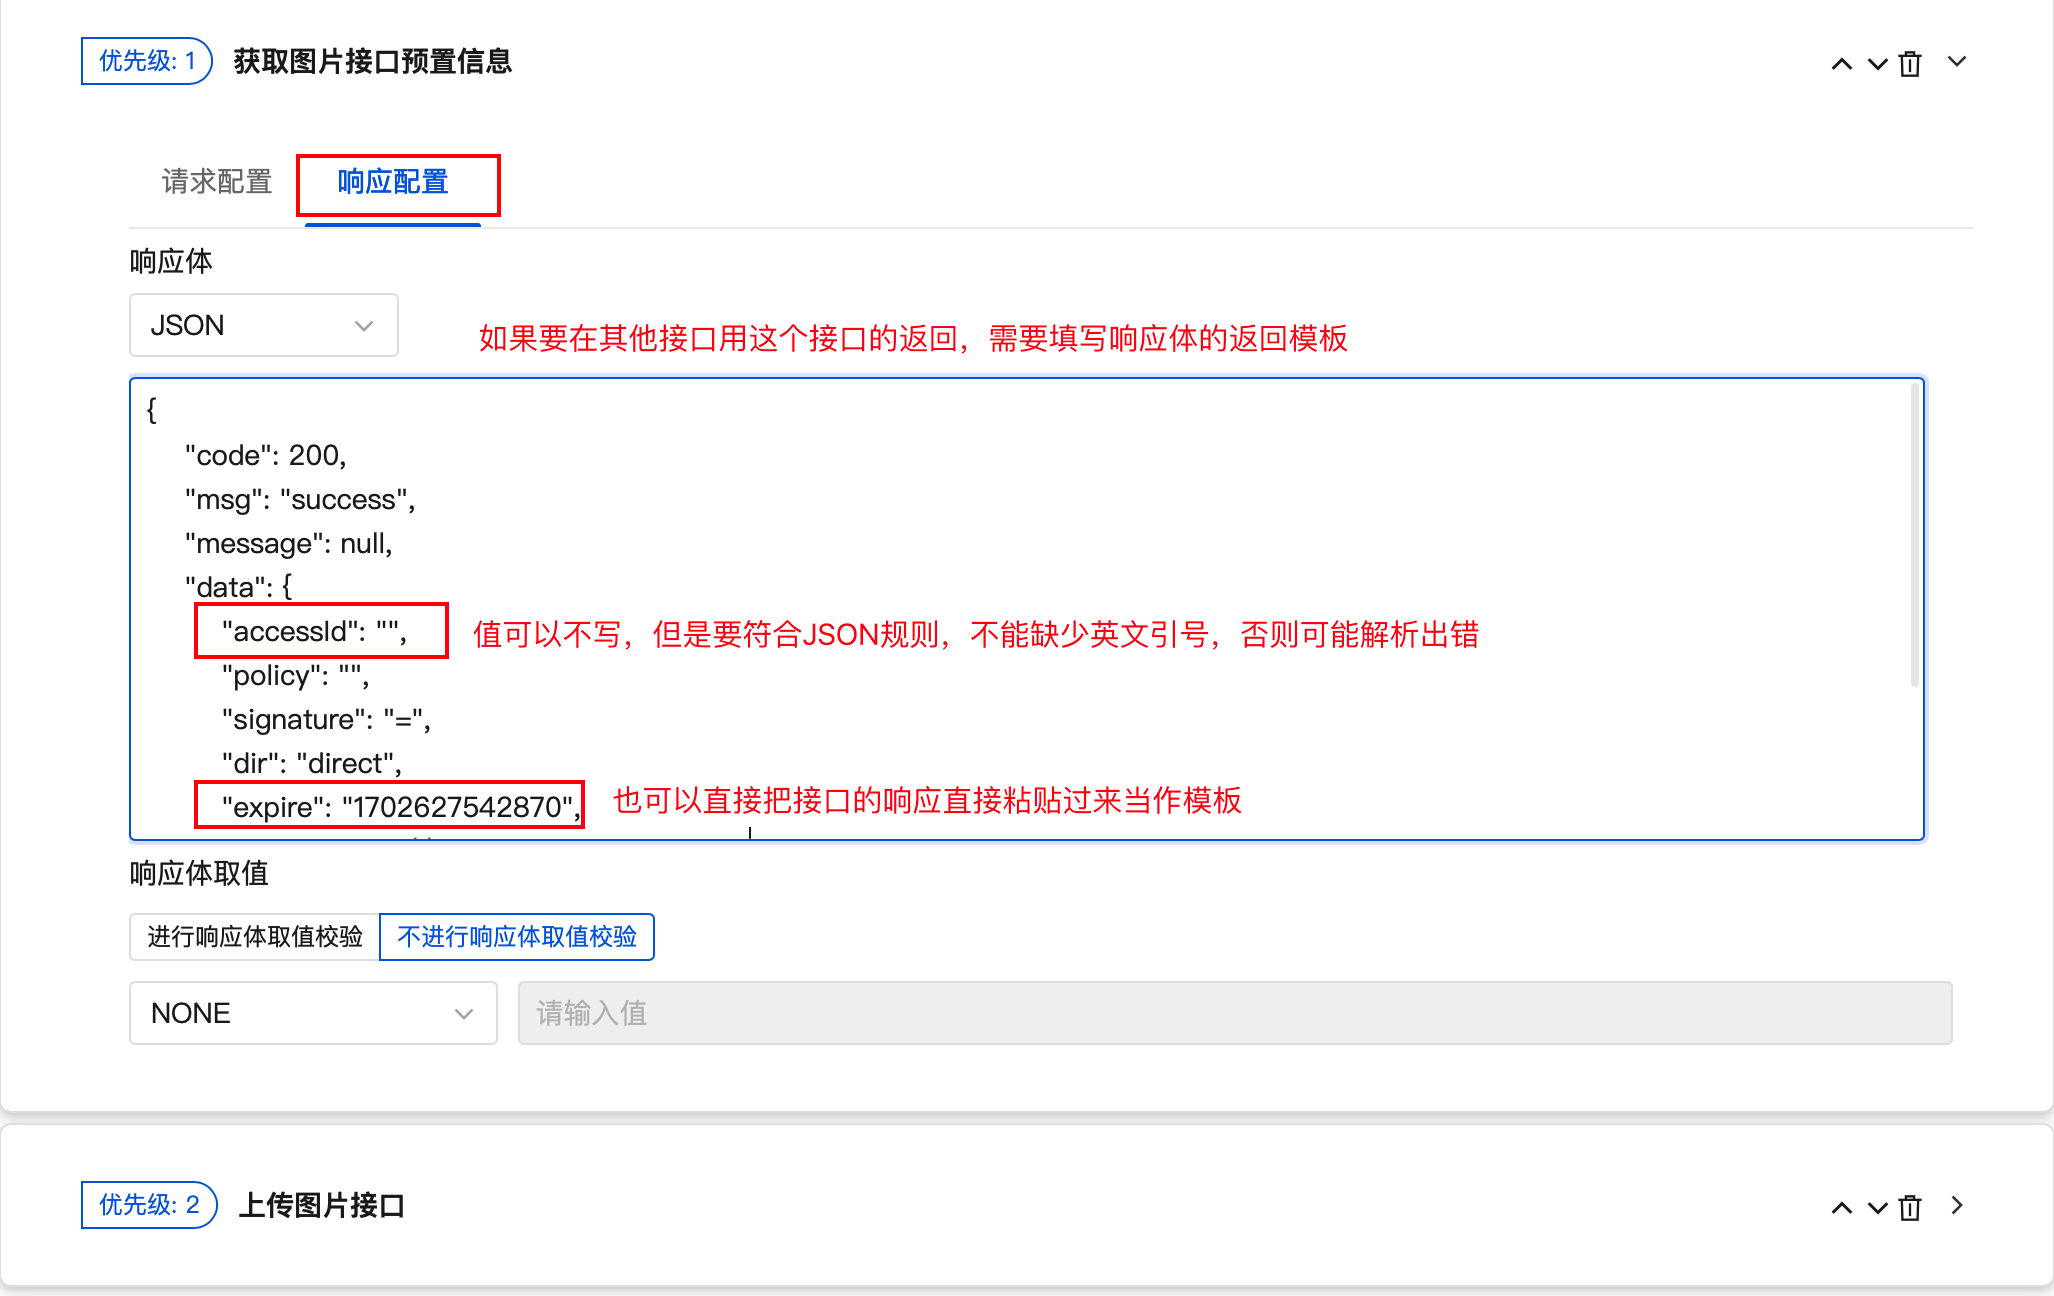 优先级: 1 获取图片接口预置信息
请求配置 响应配置
响应体
JSON
如果要在其他接口用这个接口的返回，需要填写响应体的返回模板
{
"code": 200,
"msg": "success",
"message": null,
"data": {
"accessId": "", 值可以不写，但是要符合JSON规则，不能缺少英文引号，否则可能解析出错
"policy": "",
"signature": "=",
"dir": "direct",
"expire": "1702627542870", 也可以直接把接口的响应直接粘贴过来当作模板
响应体取值
进行响应体取值校验 不进行响应体取值校验
NONE 请输入值
优先级: 2 上传图片接口